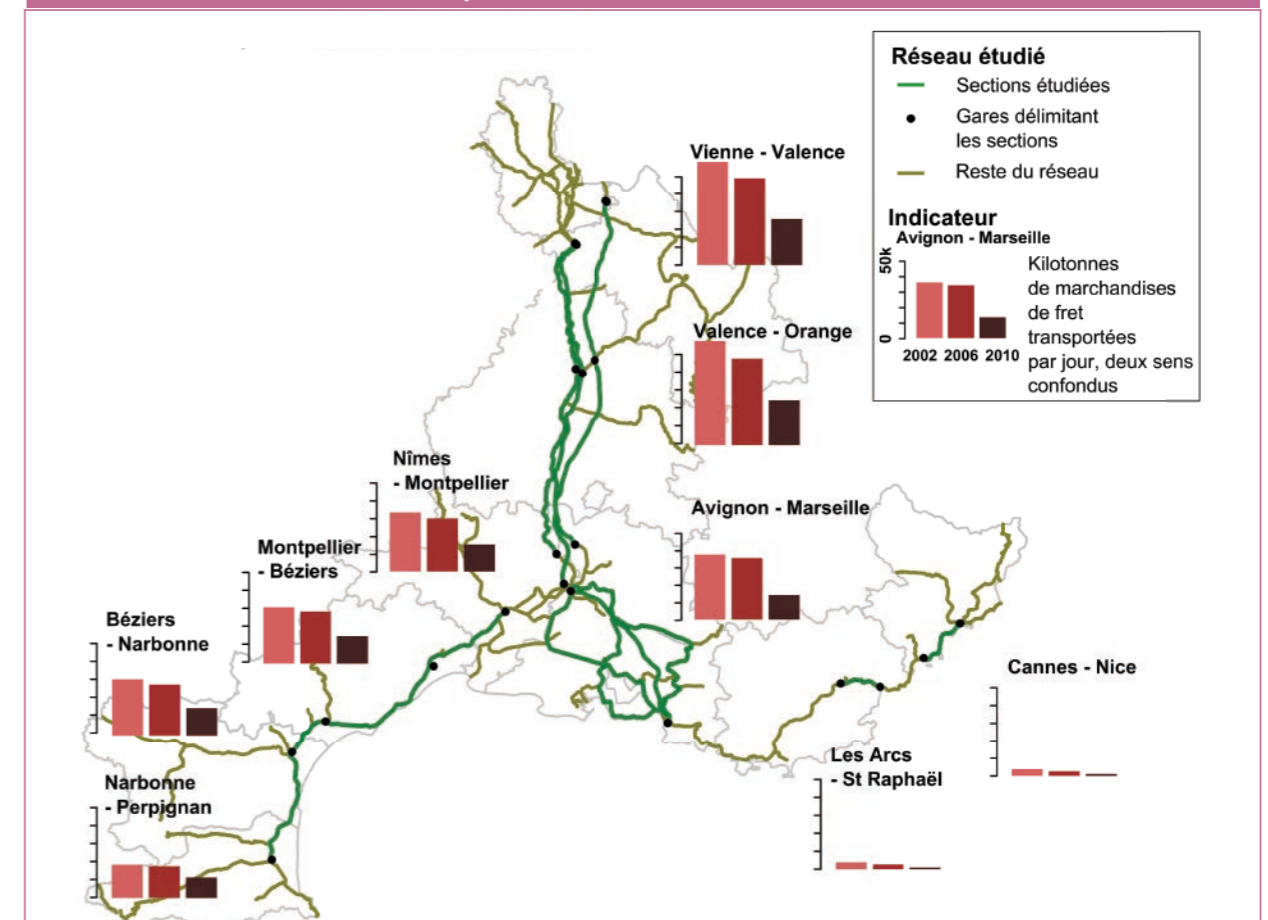 Vienne - Valence
Valence - Orange
Nîmes
- Montpellier
Avignon - Marseille
Montpellier
- Béziers
Béziers
- Narbonne
Narbonne
- Perpignan
Cannes - Nice
Les Arcs
- St Raphaël
Réseau étudié
Sections étudiées
Gares délimitant
les sections
Reste du réseau
Indicateur
Avignon - Marseille
50k
0
2002 2006 2010
Kilotonnes
de marchandises
de fret
transportées
par jour, deux sens
confondus